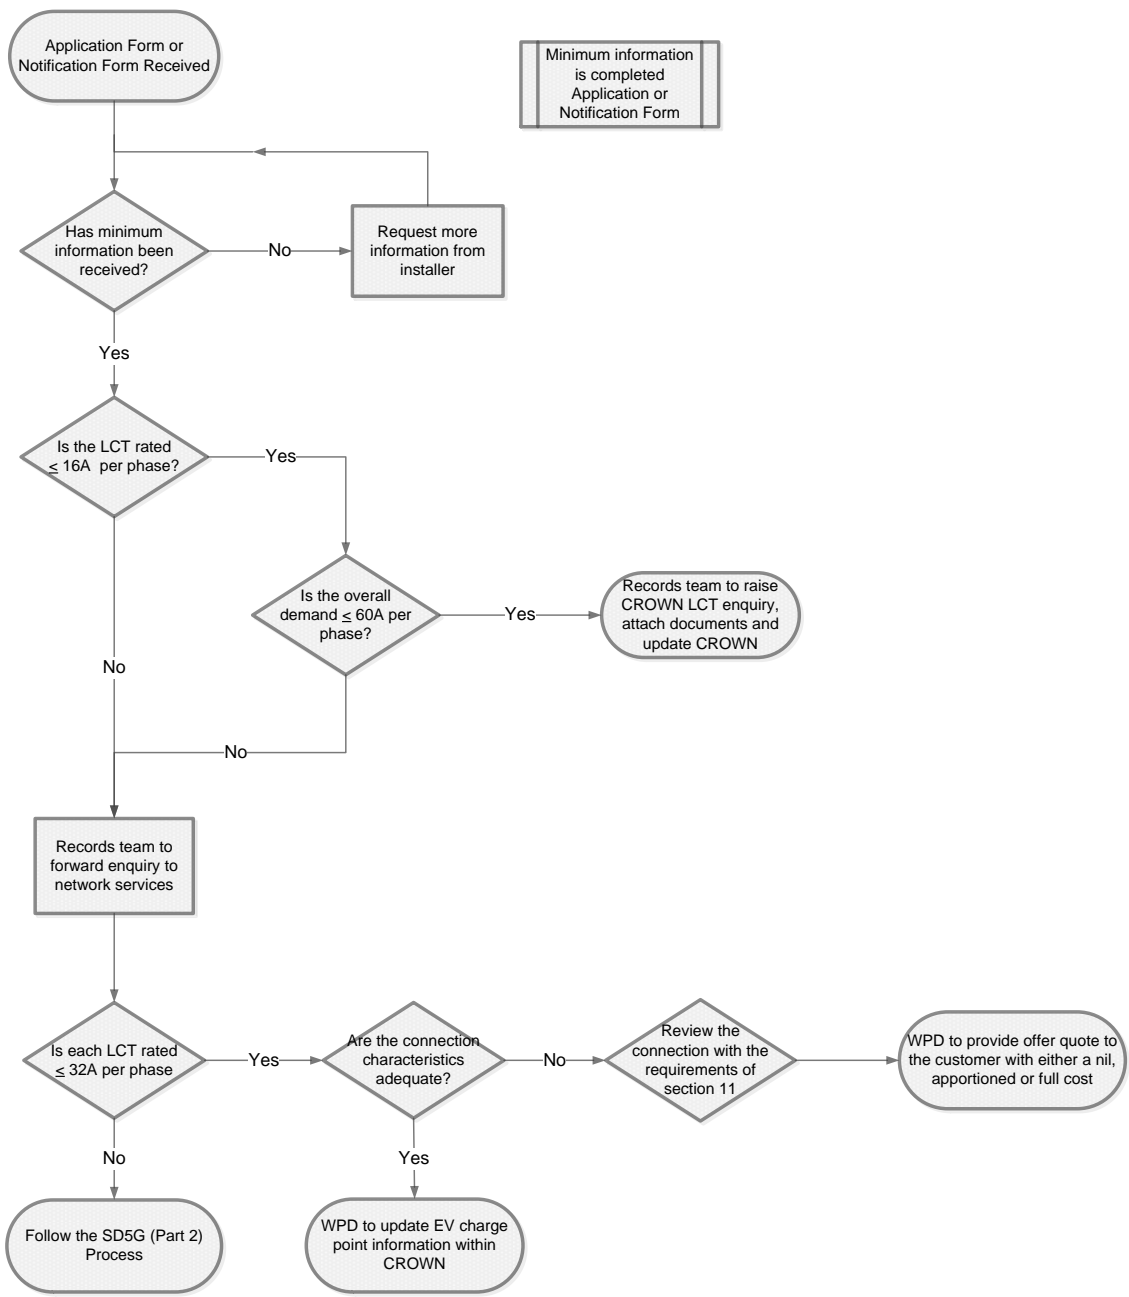 Application Form or
Notification Form Received
Minimum information
is completed
Application or
Notification Form
Has minimum
information been
received?
No
Request more
information from
installer
Yes
Is the LCT rated
≤ 16A per phase?
Yes
Is the overall
demand ≤ 60A per
phase?
Yes
Records team to raise
CROWN LCT enquiry,
attach documents and
update CROWN
No
No
Records team to
forward enquiry to
network services
Is each LCT rated
≤ 32A per phase
Yes
Are the connection
characteristics
adequate?
No
Review the
connection with the
requirements of
section 11
WPD to provide offer quote to
the customer with either a nil,
apportioned or full cost
No
Yes
Follow the SD5G (Part 2)
Process
WPD to update EV charge
point information within
CROWN